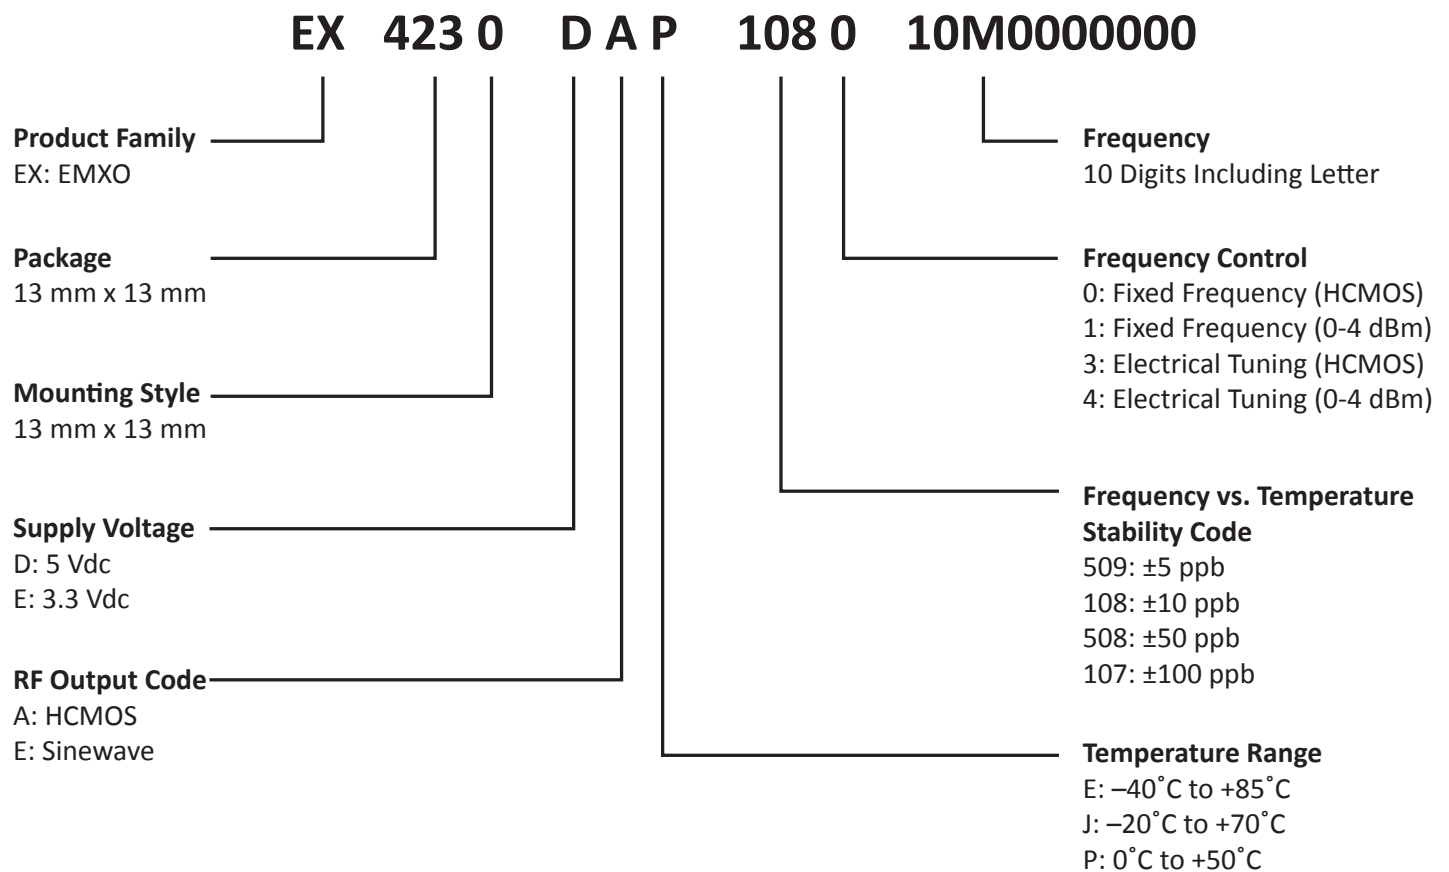 EX 423 0 D A P 108 0 10M0000000
Product Family
EX: EMXO
Package
13 mm x 13 mm
Mounting Style
13 mm x 13 mm
Supply Voltage
D: 5 Vdc
E: 3.3 Vdc
RF Output Code
A: HCMOS
E: Sinewave
Frequency
10 Digits Including Letter
Frequency Control
0: Fixed Frequency (HCMOS)
1: Fixed Frequency (0-4 dBm)
3: Electrical Tuning (HCMOS)
4: Electrical Tuning (0-4 dBm)
Frequency vs. Temperature
Stability Code
509: ±5 ppb
108: ±10 ppb
508: ±50 ppb
107: ±100 ppb
Temperature Range
E: –40˚C to +85˚C
J: –20˚C to +70˚C
P: 0˚C to +50˚C